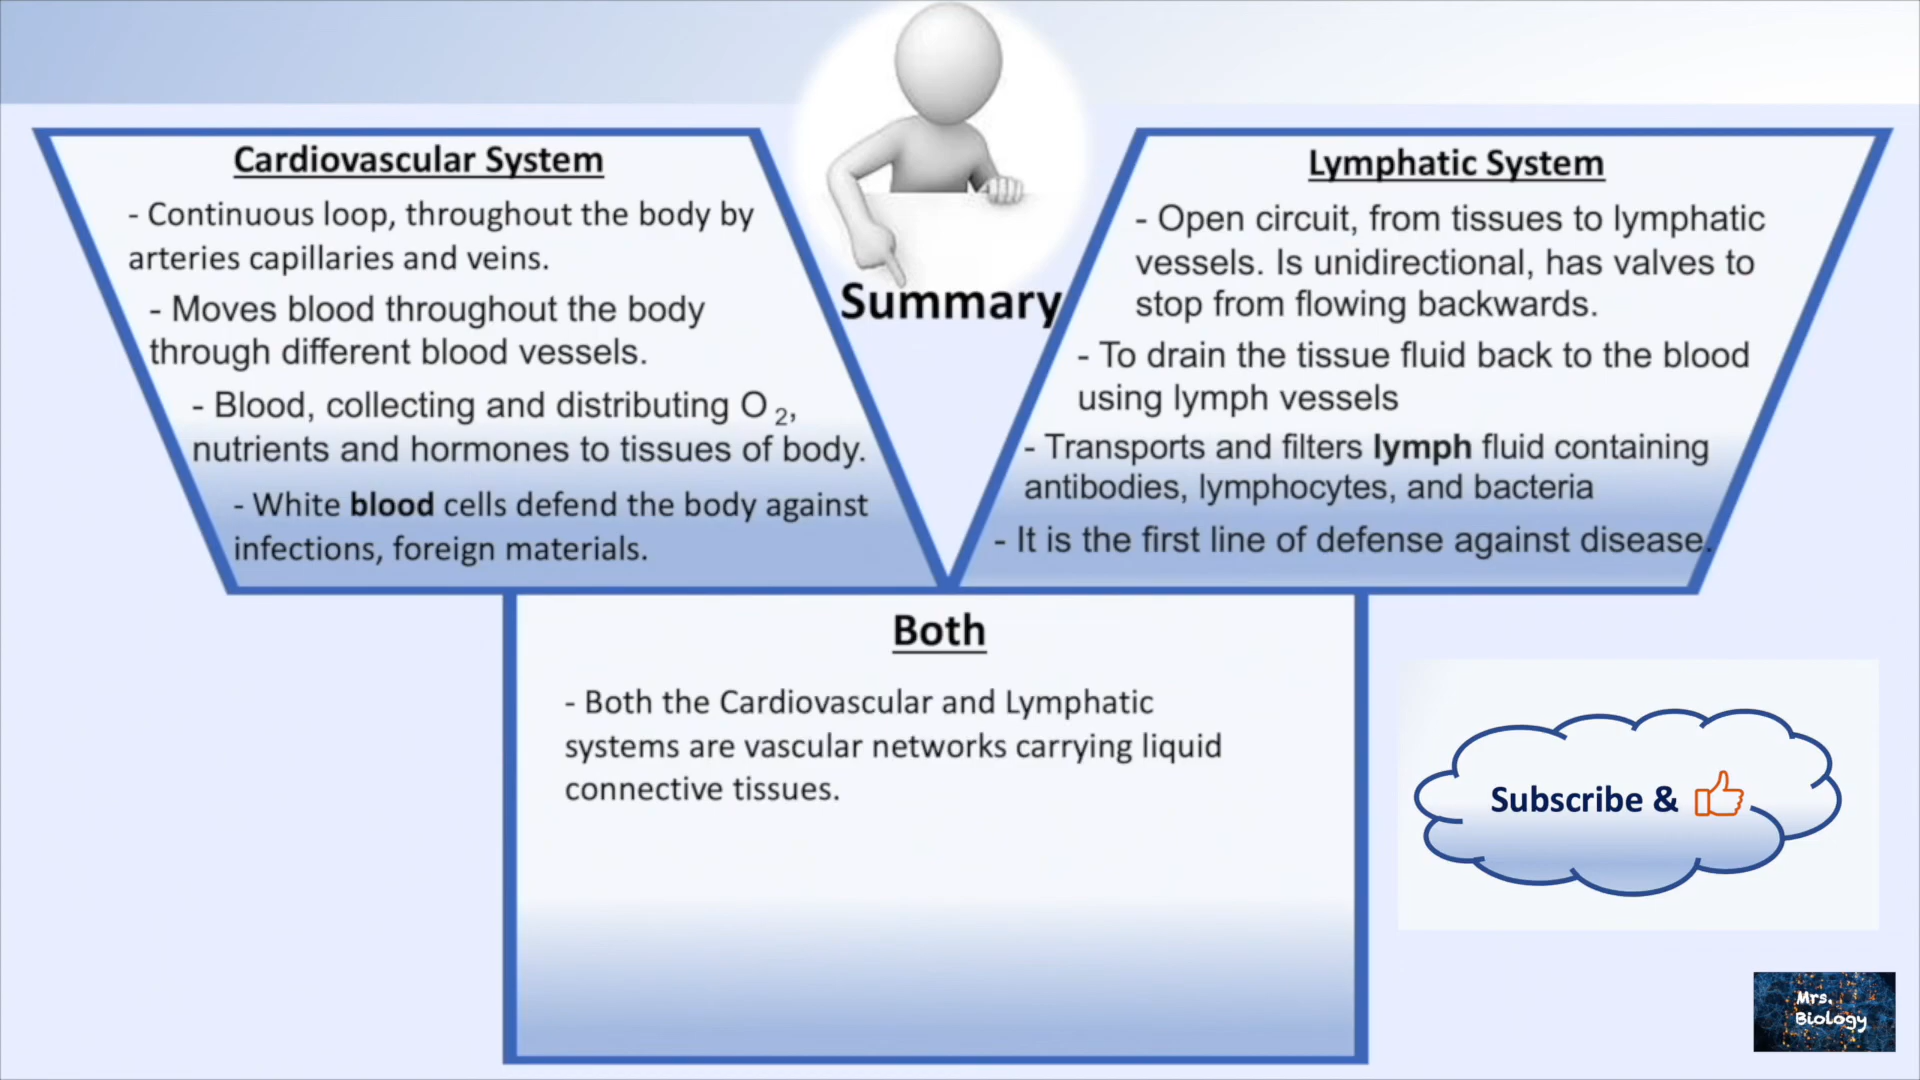 Cardiovascular System
- Continuous loop, throughout the body by
arteries capillaries and veins.
- Moves blood throughout the body
through different blood vessels.
- Blood, collecting and distributing O ₂,
nutrients and hormones to tissues of body.
- White blood cells defend the body against
infections, foreign materials.
Summary
Lymphatic System
- Open circuit, from tissues to lymphatic
vessels. Is unidirectional, has valves to
stop from flowing backwards.
- To drain the tissue fluid back to the blood
using lymph vessels
- Transports and filters lymph fluid containing
antibodies, lymphocytes, and bacteria
- It is the first line of defense against disease.
Both
- Both the Cardiovascular and Lymphatic
systems are vascular networks carrying liquid
connective tissues.
Subscribe &
Mrs.
Biology